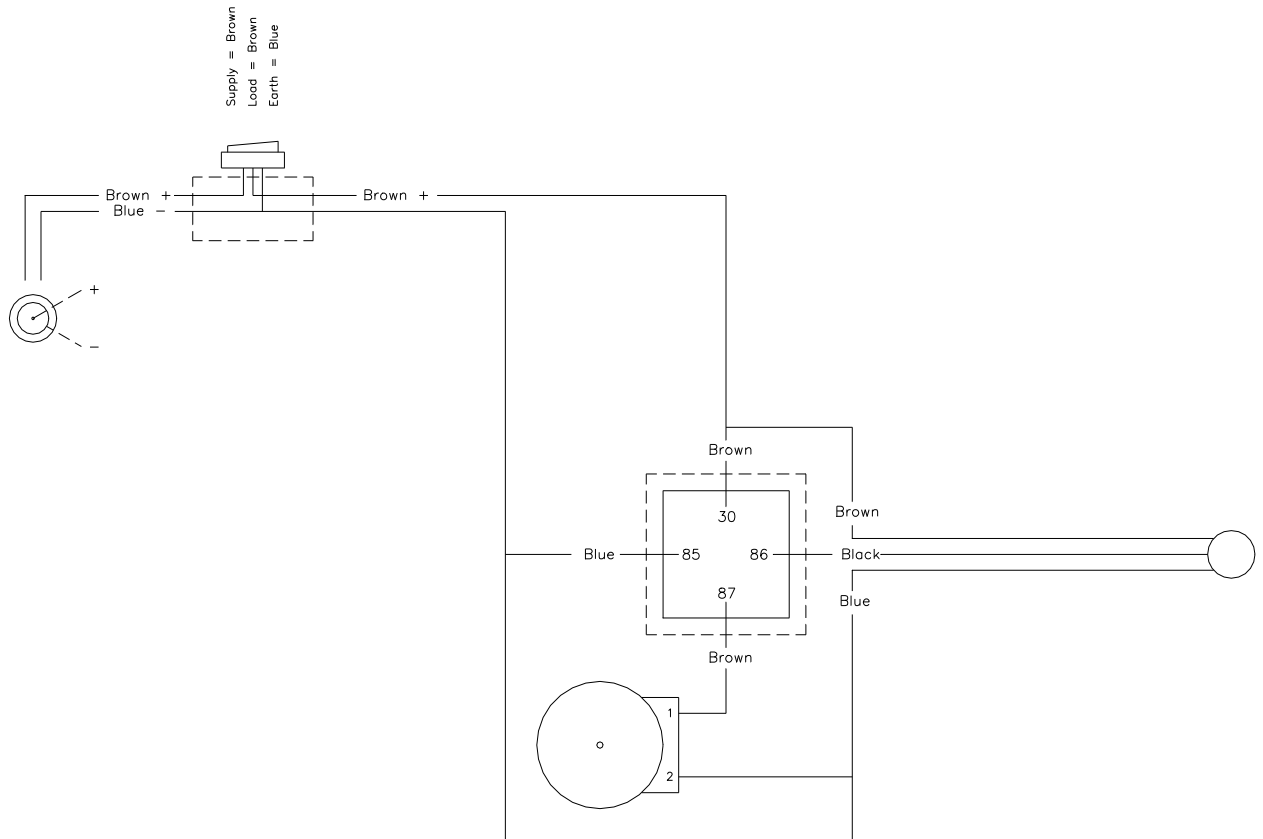 Supply = Brown
Load = Brown
Earth = Blue
Brown +
Brown +
Blue -
+
-
Brown
30
Brown
Blue
85
86
Black
87
Blue
Brown
1
2